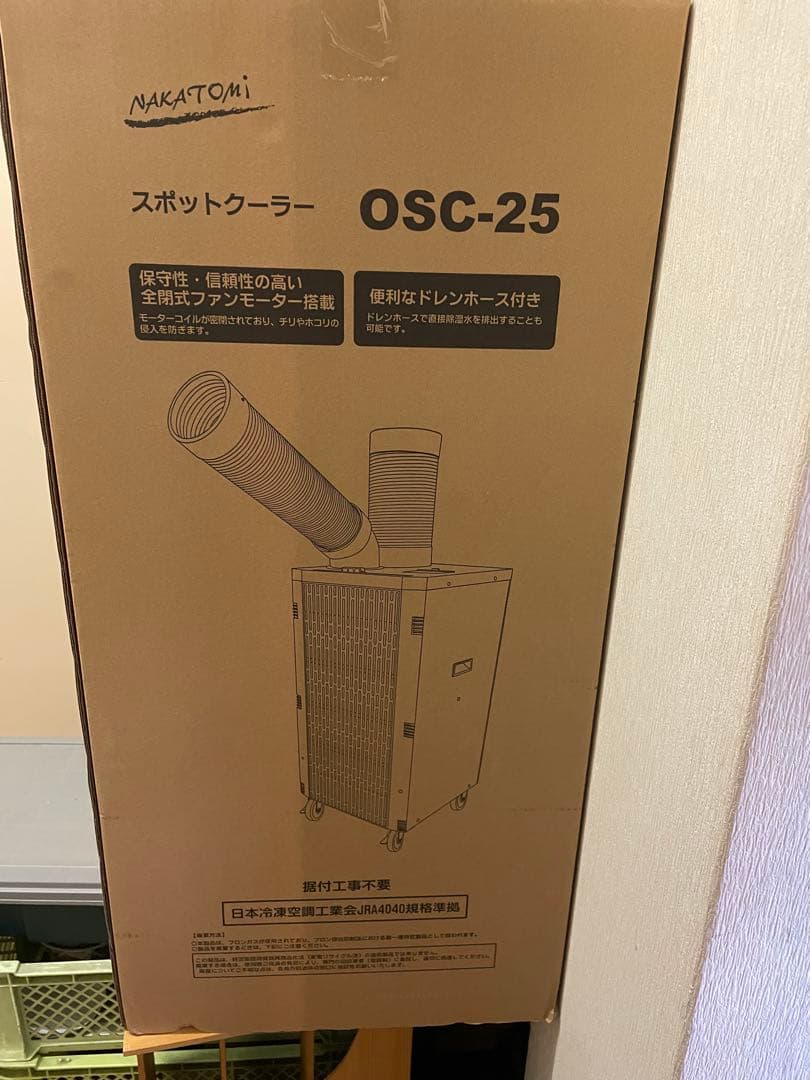 NAKATOMI
スポットクーラー OSC-25
保守性・信頼性の高い
全閉式ファンモーター搭載
モーターコイルが密閉されており、チリやホコリの
侵入を防ぎます。
便利なドレンホース付き
ドレンホースで直接除湿水を排出することも
可能です。
据付工事不要
日本冷凍空調工業会JRA4040規格準拠
【廃棄方法】